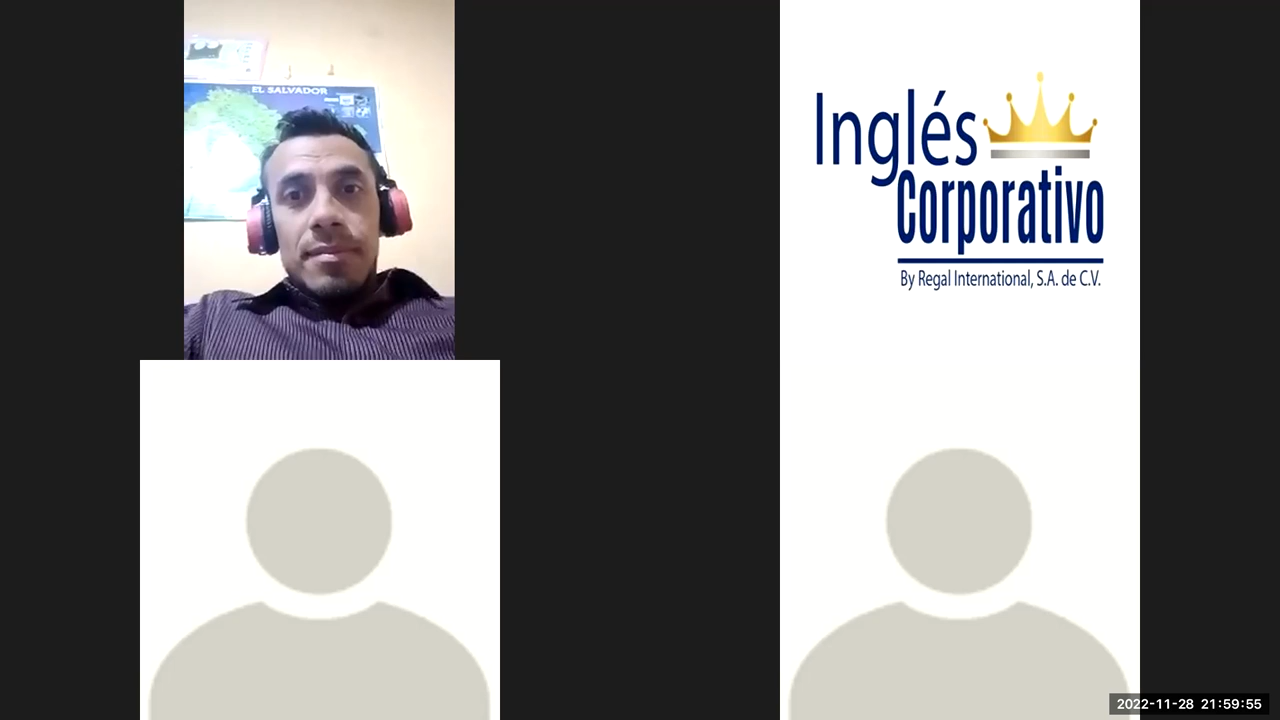 EL SALVADOR
Inglés
Corporativo
By Regal International, S.A. de C.V.
2022-11-28 21:59:55